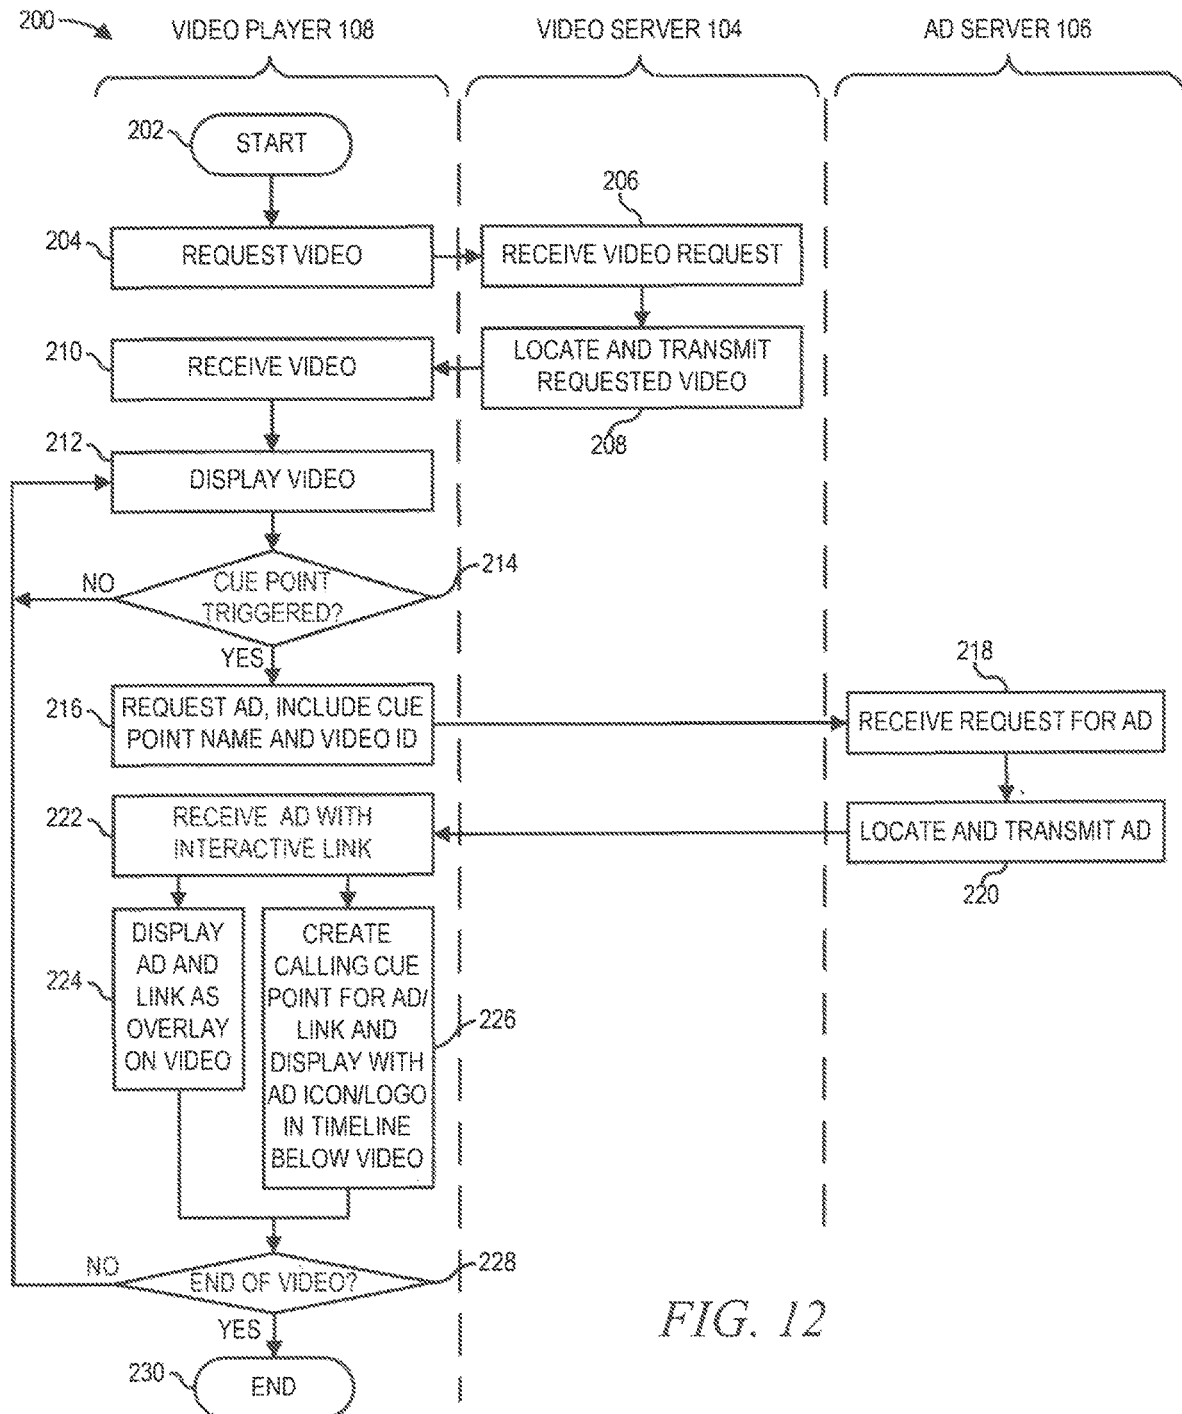 200
VIDEO PLAYER 108
VIDEO SERVER 104
AD SERVER 106
202
START
206
204
REQUEST VIDEO
RECEIVE VIDEO REQUEST
210
RECEIVE VIDEO
LOCATE AND TRANSMIT
REQUESTED VIDEO
208
212
DISPLAY VIDEO
214
NO
CUE POINT
TRIGGERED?
YES
218
216
REQUEST AD, INCLUDE CUE
POINT NAME AND VIDEO ID
RECEIVE REQUEST FOR AD
222
RECEIVE AD WITH
INTERACTIVE LINK
LOCATE AND TRANSMIT AD
220
224
DISPLAY
AD AND
LINK AS
OVERLAY
ON VIDEO
CREATE
CALLING CUE
POINT FOR AD/
LINK AND
DISPLAY WITH
AD ICON/LOGO
IN TIMELINE
BELOW VIDEO
226
NO
END OF VIDEO?
228
YES
FIG. 12
230
END